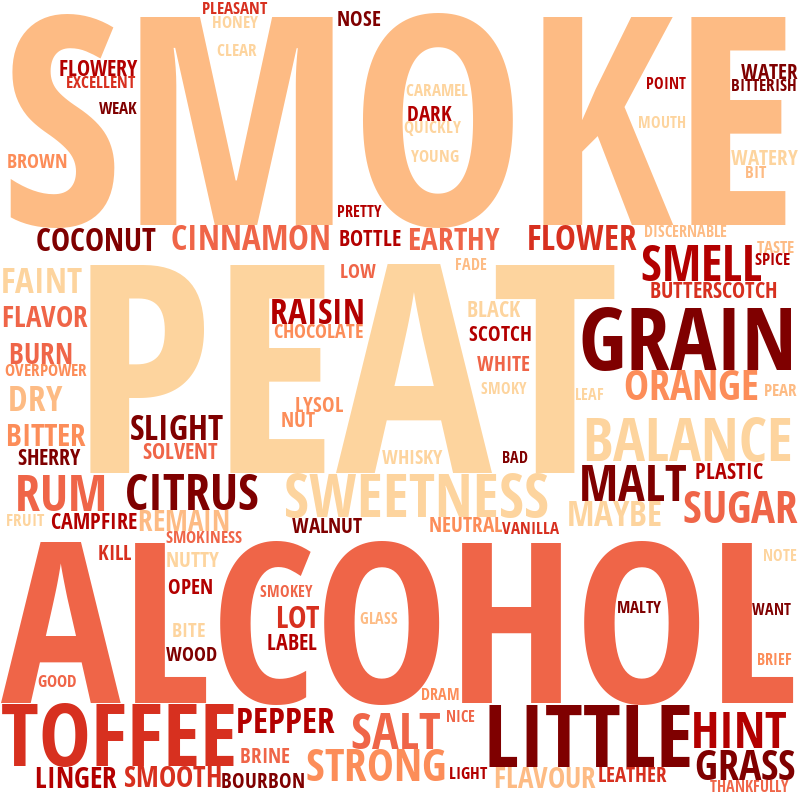 PLEASANT
HONEY
NOSE
SMOKE
CLEAR
FLOWERY
EXCELLENT
WATER
POINT
BITTERISH
CARAMEL
WEAK
DARK
QUICKLY
MOUTH
YOUNG
BROWN
WATERY
BIT
PRETTY
COCONUT
CINNAMON
BOTTLE
EARTHY
FLOWER
DISCERNABLE
TASTE
SMELL
SPICE
FADE
LOW
FAINT
PEAT
BUTTERSCOTCH
RAISIN
BLACK
FLAVOR
CHOCOLATE
SCOTCH
GRAIN
BURN
WHITE
OVERPOWER
SMOKY
LEAF
ORANGE
PEAR
DRY
LYSOL
NUT
SLIGHT
BITTER
SOLVENT
BALANCE
SHERRY
WHISKY
BAD
PLASTIC
MALT
RUM
CITRUS
SWEETNESS
SUGAR
MAYBE
FRUIT
CAMPFIRE
REMAIN
WALNUT
NEUTRAL
VANILLA
SMOKINESS
KILL
NUTTY
NOTE
ALCOHOL
OPEN
SMOKEY
LOT
GLASS
MALTY
WANT
BITE
LABEL
WOOD
BRIEF
GOOD
DRAM
TOFFEE
PEPPER
SALT
NICE
LITTLE
HINT
BRINE
STRONG
GRASS
LINGER
SMOOTH
BOURBON
LIGHT
FLAVOUR
LEATHER
THANKFULLY